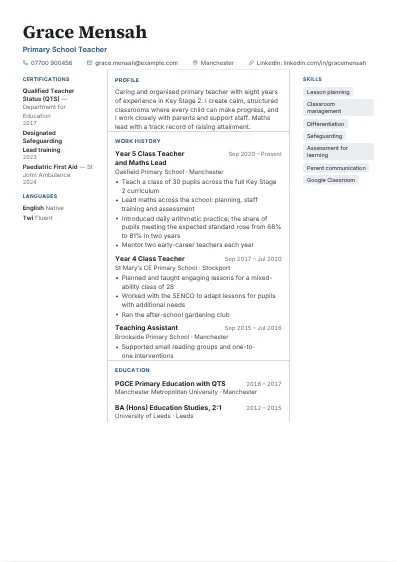 Grace Mensah
Primary School Teacher
07700 900456
grace.mensah@example.com
Manchester
LinkedIn: linkedin.com/in/gracemensah
CERTIFICATIONS
Qualified Teacher
Status (QTS) —
Department for
Education
2017
Designated
Safeguarding
Lead training
2023
Paediatric First Aid — St
John Ambulance
2024
LANGUAGES
English Native
Twi Fluent
PROFILE
Caring and organised primary teacher with eight years
of experience in Key Stage 2. I create calm, structured
classrooms where every child can make progress, and
I work closely with parents and support staff. Maths
lead with a track record of raising attainment.
WORK HISTORY
Year 5 Class Teacher
and Maths Lead
Sep 2020 – Present
Oakfield Primary School · Manchester
• Teach a class of 30 pupils across the full Key Stage
2 curriculum
• Lead maths across the school: planning, staff
training and assessment
• Introduced daily arithmetic practice; the share of
pupils meeting the expected standard rose from 68%
to 81% in two years
• Mentor two early-career teachers each year
Year 4 Class Teacher
Sep 2017 – Jul 2020
St Mary's CE Primary School · Stockport
• Planned and taught engaging lessons for a mixed-
ability class of 28
• Worked with the SENCO to adapt lessons for pupils
with additional needs
• Ran the after-school gardening club
Teaching Assistant
Sep 2015 – Jul 2016
Brookside Primary School · Manchester
• Supported small reading groups and one-to-
one interventions
EDUCATION
PGCE Primary Education with QTS
2016 – 2017
Manchester Metropolitan University · Manchester
BA (Hons) Education Studies, 2:1
2012 – 2015
University of Leeds · Leeds
SKILLS
Lesson planning
Classroom
management
Differentiation
Safeguarding
Assessment for
learning
Parent communication
Google Classroom